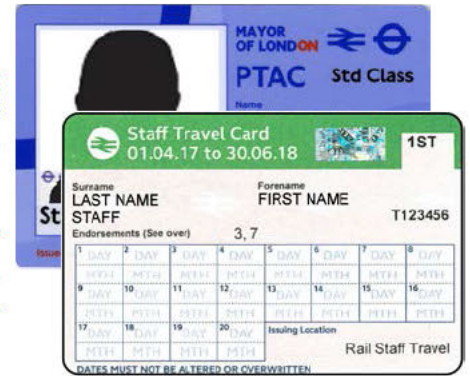 MAYOR
OF LONDON
PTAC Std Class
Name
St
Issue
Staff Travel Card
01.04.17 to 30.06.18
1ST
Surname Forename
LAST NAME FIRST NAME
STAFF T123456
Endorsements (See over) 3, 7
1 DAY 2 DAY 3 DAY 4 DAY 5 DAY 6 DAY 7 DAY 8 DAY
MTH MTH MTH MTH MTH MTH MTH MTH
9 DAY 10 DAY 11 DAY 12 DAY 13 DAY 14 DAY 15 DAY 16 DAY
MTH MTH MTH MTH MTH MTH MTH MTH
17 DAY 18 DAY 19 DAY 20 DAY Issuing Location
MTH MTH MTH MTH Rail Staff Travel
DATES MUST NOT BE ALTERED OR OVERWRITTEN